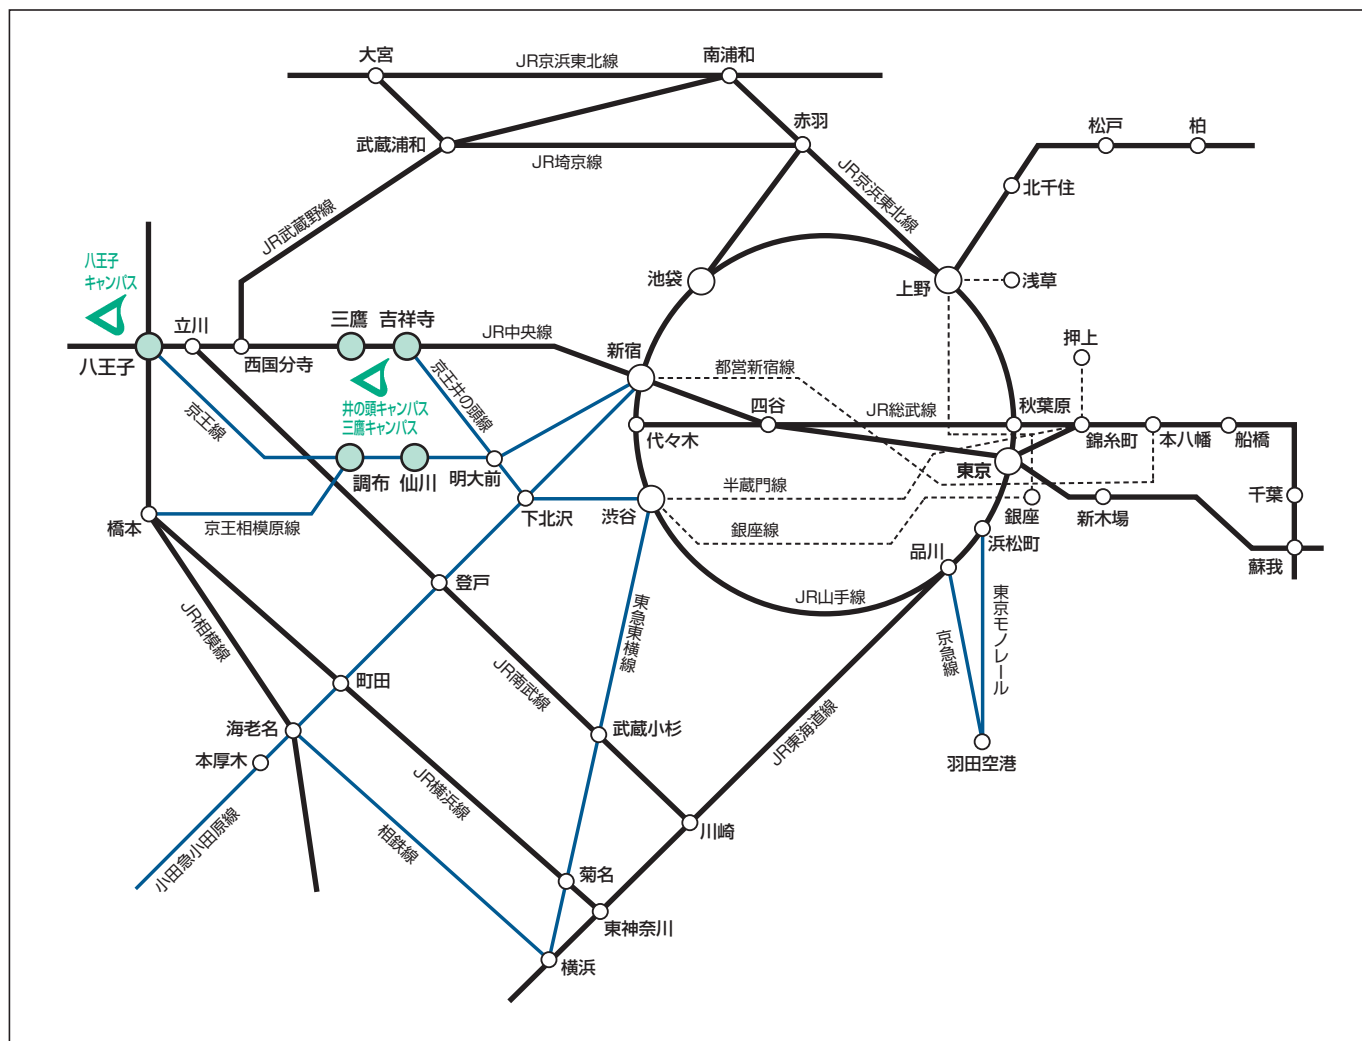 大宮
JR京浜東北線
南浦和
赤羽
武蔵浦和
JR埼京線
JR京浜東北線
松戸
柏
北千住
JR武蔵野線
八王子
キャンパス
池袋
上野
浅草
立川
三鷹
吉祥寺
JR中央線
押上
八王子
西国分寺
新宿
都営新宿線
京王井の頭線
井の頭キャンパス
三鷹キャンパス
四谷
JR総武線
秋葉原
京王線
代々木
錦糸町
本八幡
船橋
調布
仙川
明大前
東京
半蔵門線
千葉
橋本
京王相模原線
下北沢
渋谷
銀座線
銀座
新木場
浜松町
品川
蘇我
登戸
JR山手線
JR相模線
東急東横線
京急線
東京モノレール
町田
JR南武線
海老名
武蔵小杉
JR東海道線
本厚木
羽田空港
JR横浜線
小田急小田原線
相鉄線
川崎
菊名
東神奈川
横浜